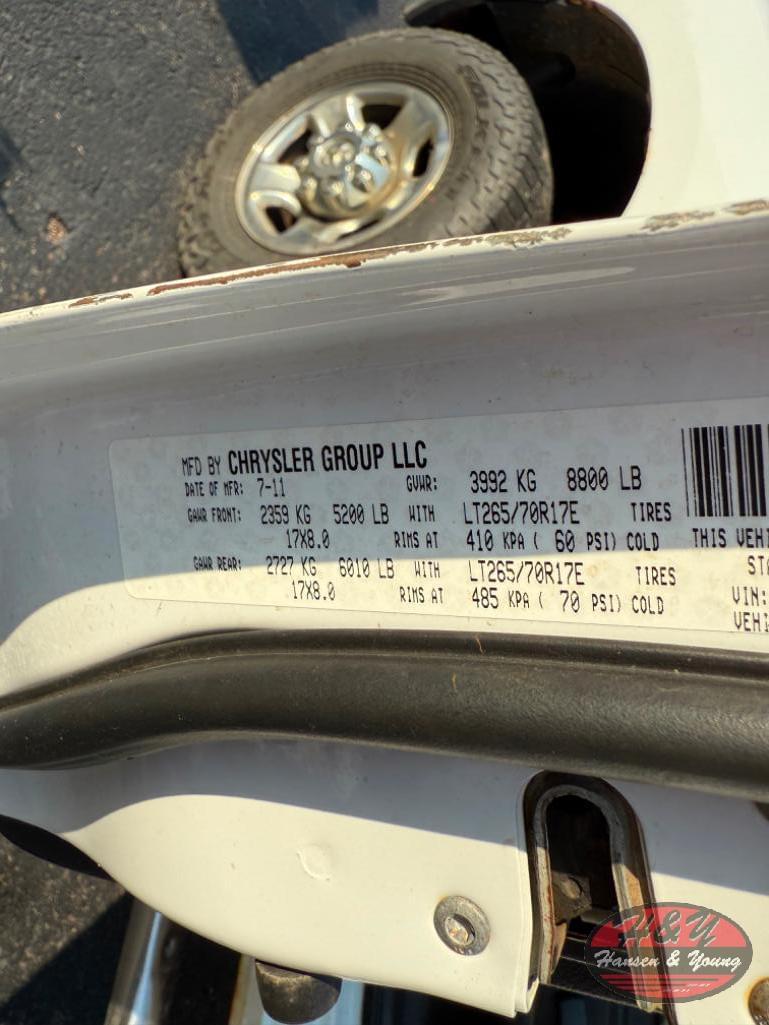 MFD BY CHRYSLER GROUP LLC
DATE OF MFR: 7-11 GVWR: 3992 KG 8800 LB
GAWR FRONT: 2359 KG 5200 LB WITH LT265/70R17E TIRES
17X8.0 RIMS AT 410 KPA ( 60 PSI) COLD THIS VEHI
GAWR REAR: 2727 KG 6010 LB WITH LT265/70R17E TIRES STA
17X8.0 RIMS AT 485 KPA ( 70 PSI) COLD VIN:
VEHI
H&Y
Hansen & Young